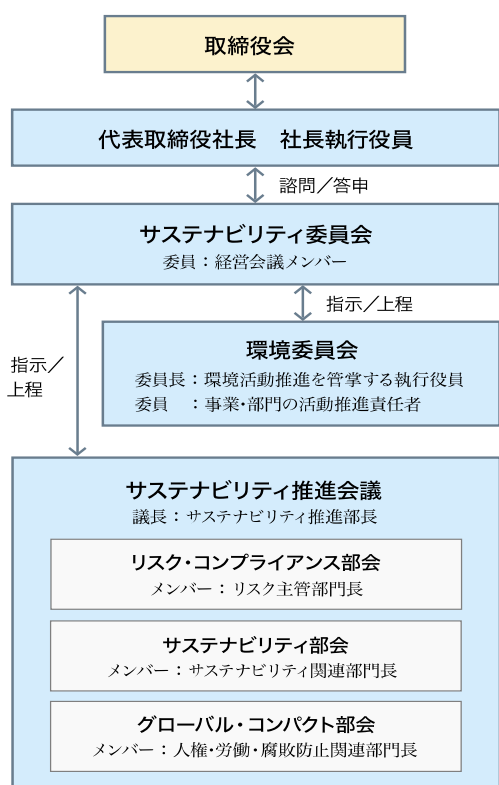 取締役会
代表取締役社長　社長執行役員
諮問／答申
サステナビリティ委員会
委員：経営会議メンバー
指示／上程
環境委員会
委員長：環境活動推進を管掌する執行役員
委員　：事業・部門の活動推進責任者
指示／
上程
サステナビリティ推進会議
議長：サステナビリティ推進部長
リスク・コンプライアンス部会
メンバー：リスク主管部門長
サステナビリティ部会
メンバー：サステナビリティ関連部門長
グローバル・コンパクト部会
メンバー：人権・労働・腐敗防止関連部門長